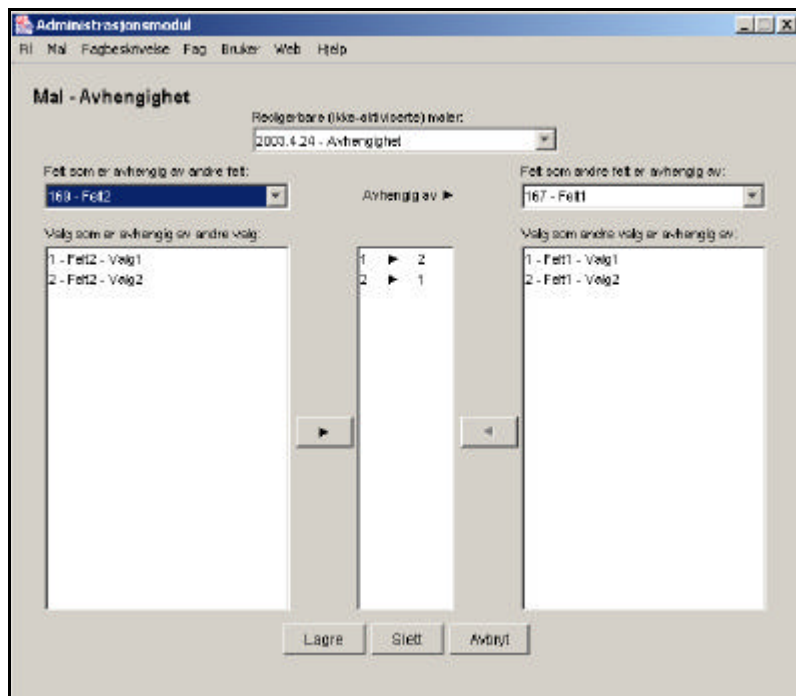 Administrasjonsmodul
Fil Mal Fagbeskrivelse Fag Bruker Web Hjelp
Mal - Avhengighet
Redigerbare (ikke-aktiviserte) maler:
2003.4.24 - Avhengighet
Felt som er avhengig av andre felt:
169 - Felt2
Avhengig av ►
Felt som andre felt er avhengig av:
167 - Felt1
Valg som er avhengig av andre valg:
1 - Felt2 - Valg1
2 - Felt2 - Valg2
1 ► 2
2 ► 1
Valg som andre valg er avhengig av:
1 - Felt1 - Valg1
2 - Felt1 - Valg2
Lagre Slett Avbryt